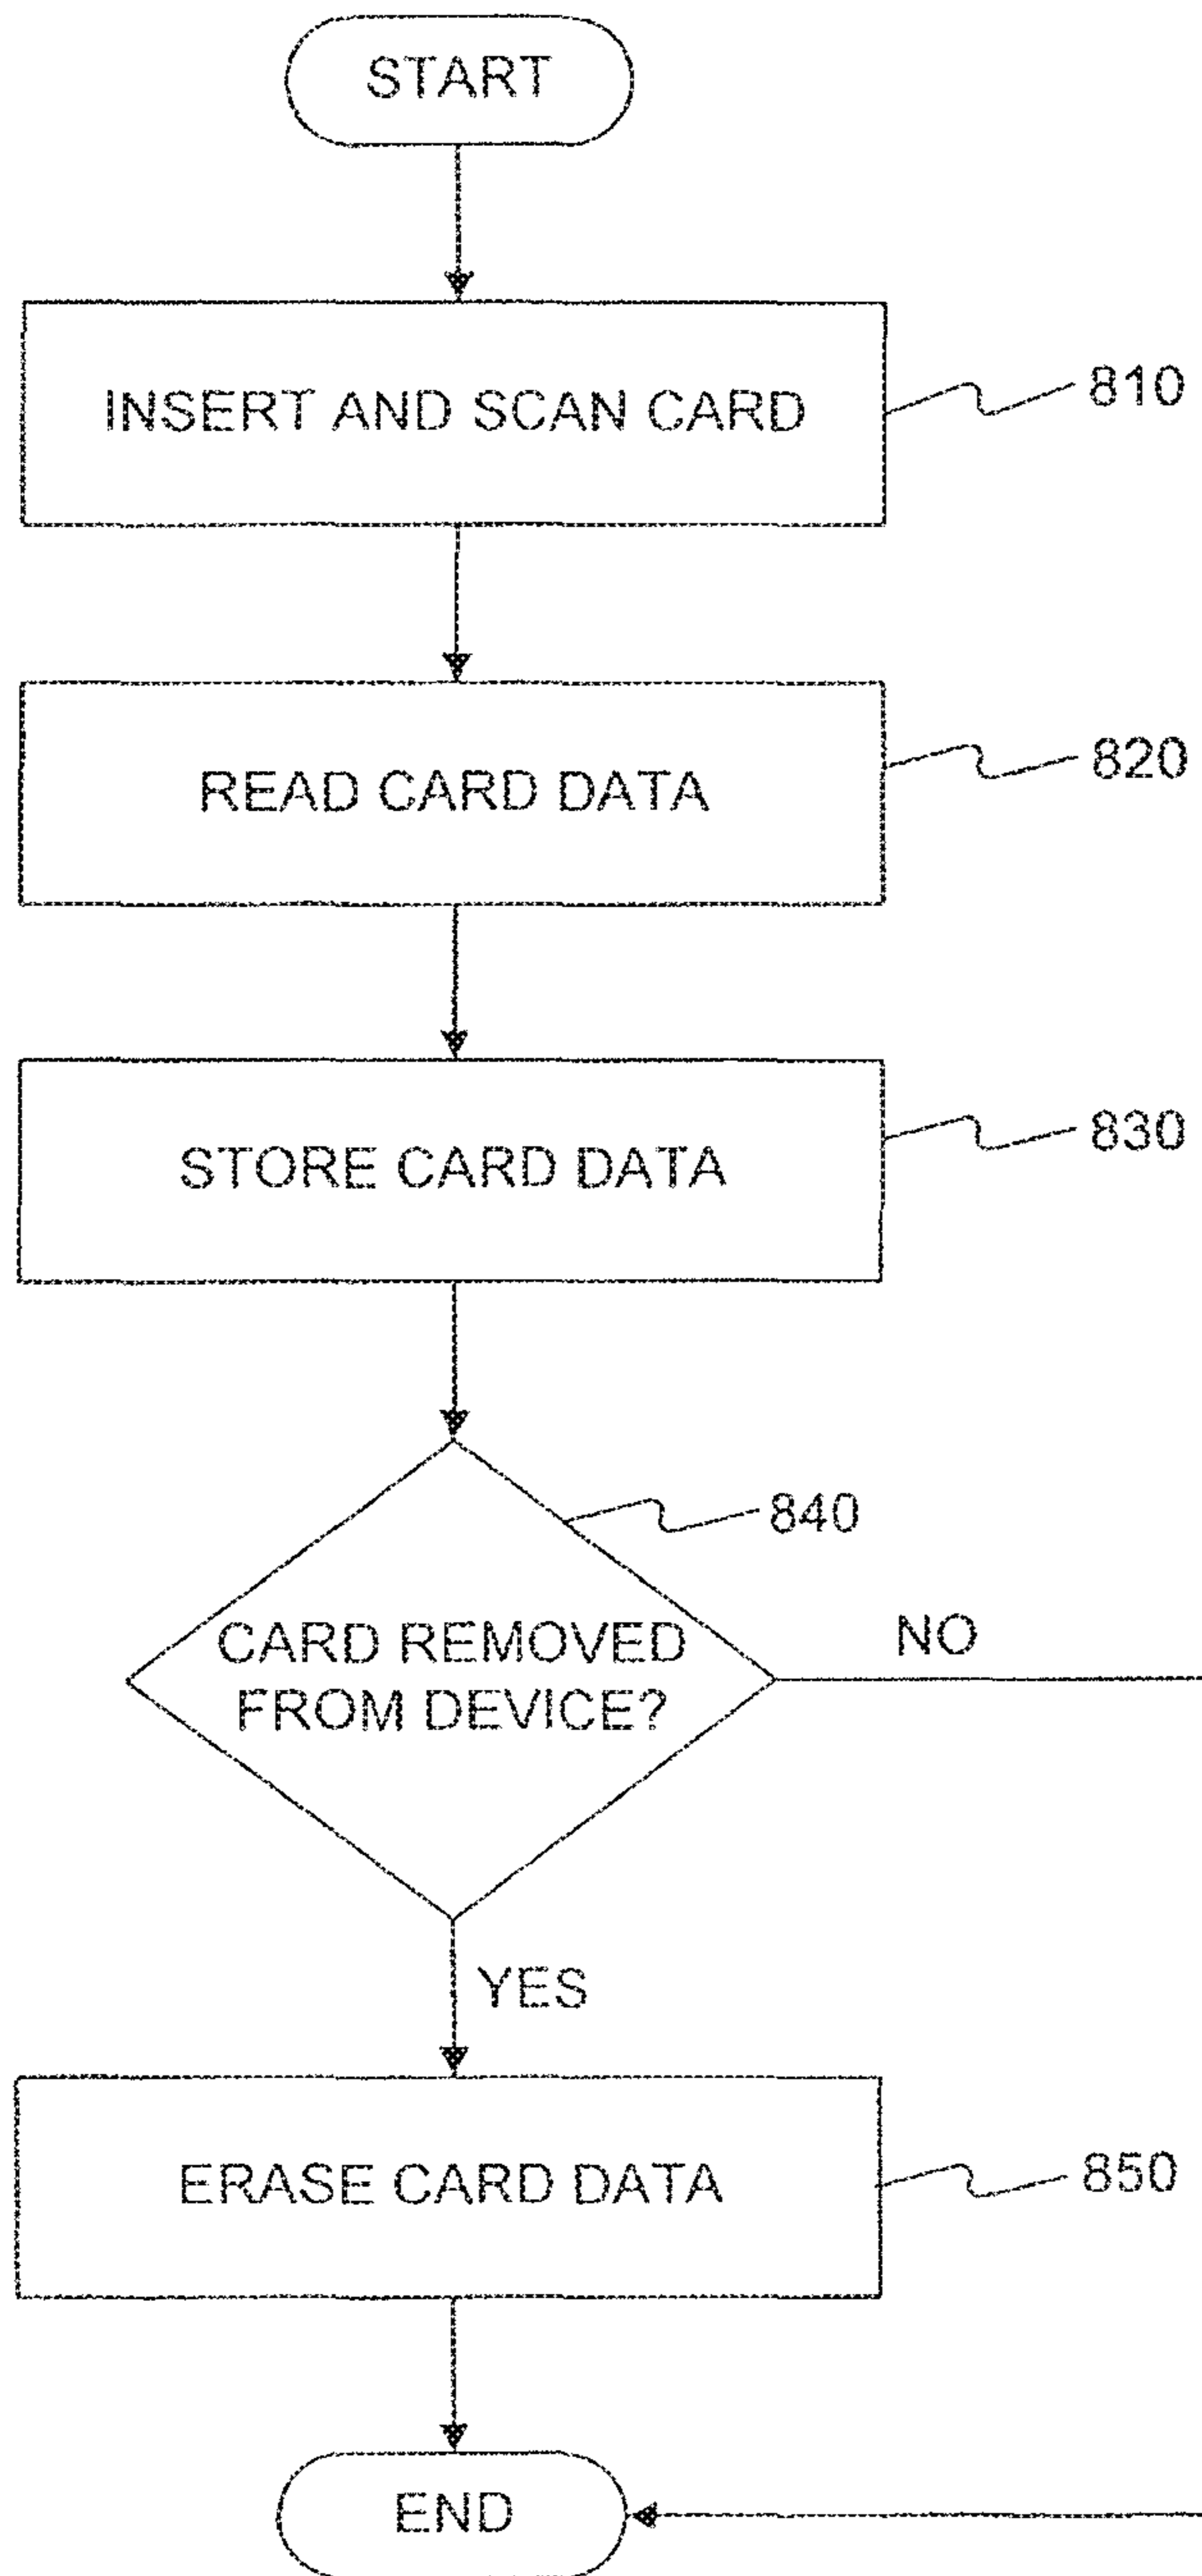 START
INSERT AND SCAN CARD
810
READ CARD DATA
820
STORE CARD DATA
830
840
CARD REMOVED
FROM DEVICE?
NO
YES
ERASE CARD DATA
850
END